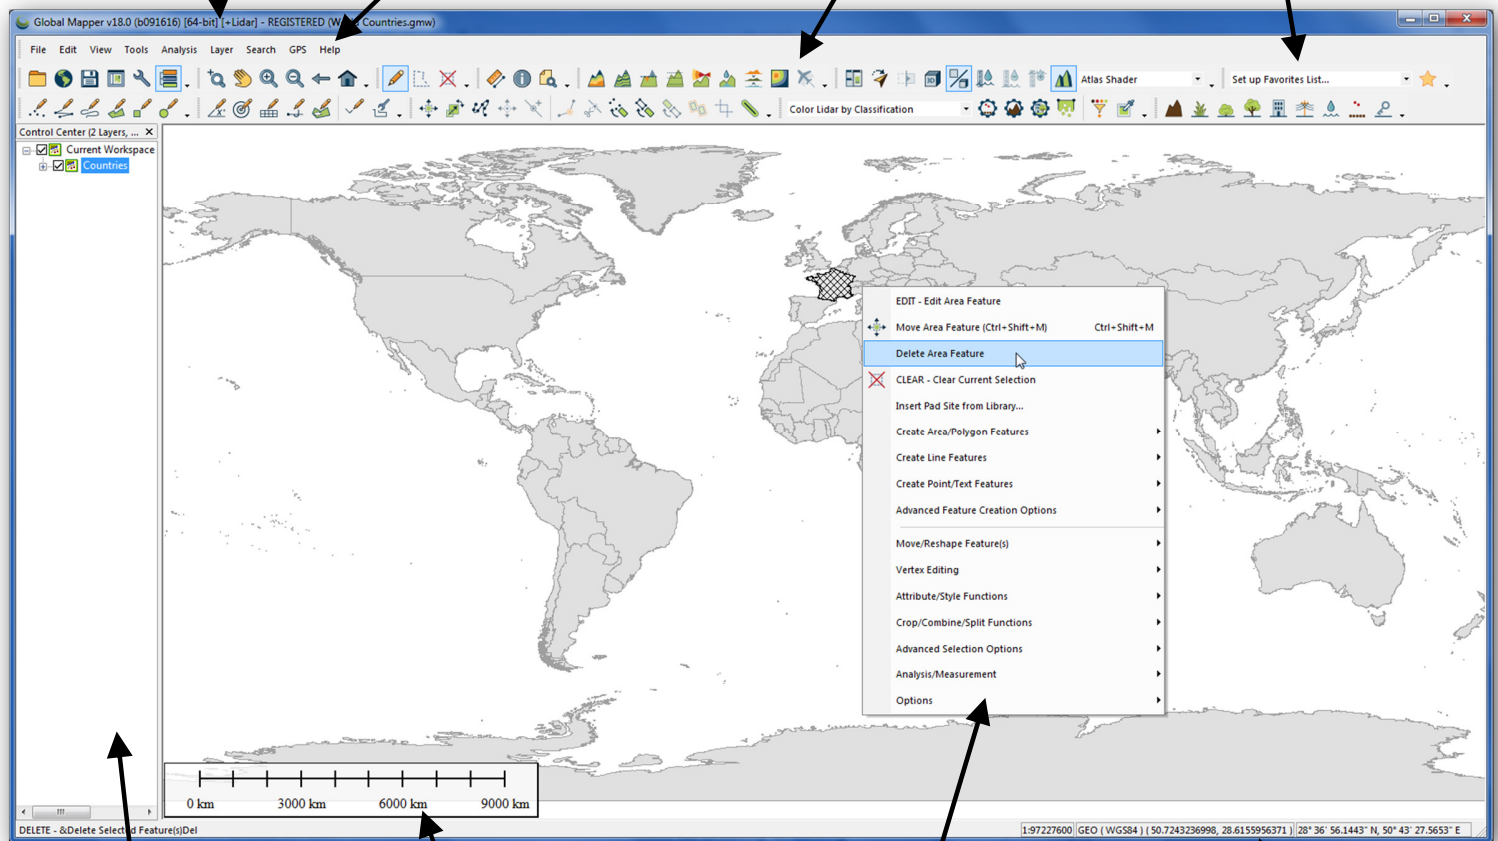 Global Mapper v18.0 (b091616) [64-bit] [+Lidar] - REGISTERED (W Countries.gmw)
File Edit View Tools Analysis Layer Search GPS Help
Atlas Shader
Set up Favorites List...
Color Lidar by Classification
Control Center (2 Layers, ...
Current Workspace
Countries
EDIT - Edit Area Feature
Move Area Feature (Ctrl+Shift+M) Ctrl+Shift+M
Delete Area Feature
CLEAR - Clear Current Selection
Insert Pad Site from Library...
Create Area/Polygon Features
Create Line Features
Create Point/Text Features
Advanced Feature Creation Options
Move/Reshape Feature(s)
Vertex Editing
Attribute/Style Functions
Crop/Combine/Split Functions
Advanced Selection Options
Analysis/Measurement
Options
0 km 3000 km 6000 km 9000 km
DELETE - &Delete Selected Feature(s)Del
1:97227600 GEO ( WGS84 ) ( 50.7243236998, 28.6155956371 ) 28° 36' 56.1443" N, 50° 43' 27.5653" E